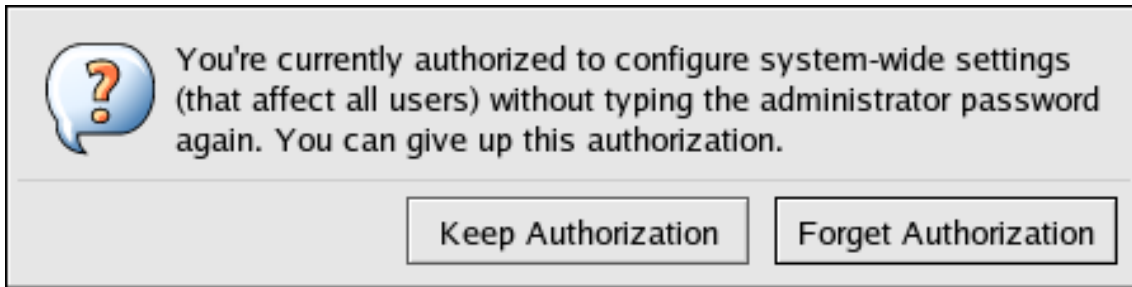 You're currently authorized to configure system-wide settings
(that affect all users) without typing the administrator password
again. You can give up this authorization.
Keep Authorization
Forget Authorization